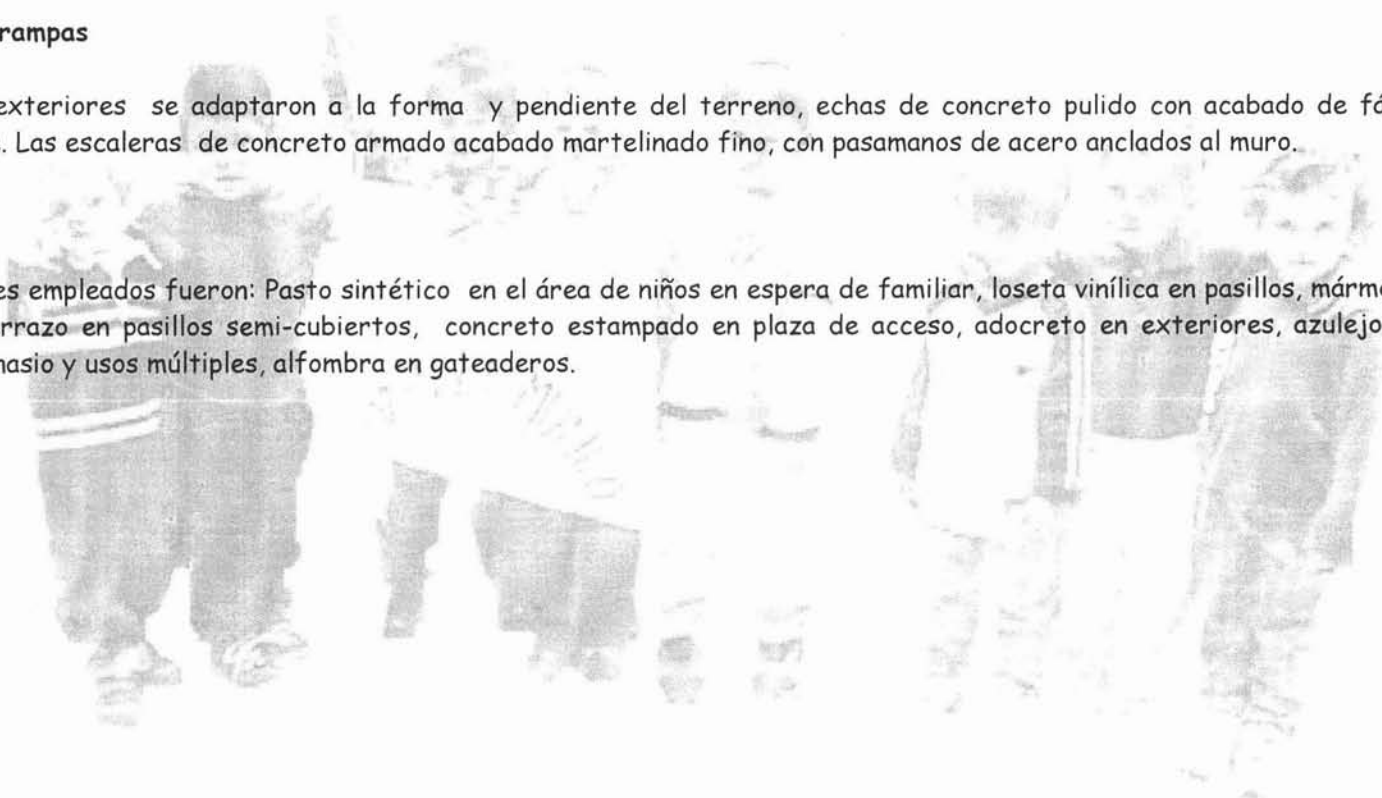 rampas
exteriores se adaptaron a la forma y pendiente del terreno, echas de concreto pulido con acabado de fá
. Las escaleras de concreto armado acabado martelinado fino, con pasamanos de acero anclados al muro.
es empleados fueron: Pasto sintético en el área de niños en espera de familiar, loseta vinílica en pasillos, márm
rrazo en pasillos semi-cubiertos, concreto estampado en plaza de acceso, adocreto en exteriores, azulejo
nasio y usos múltiples, alfombra en gateaderos.